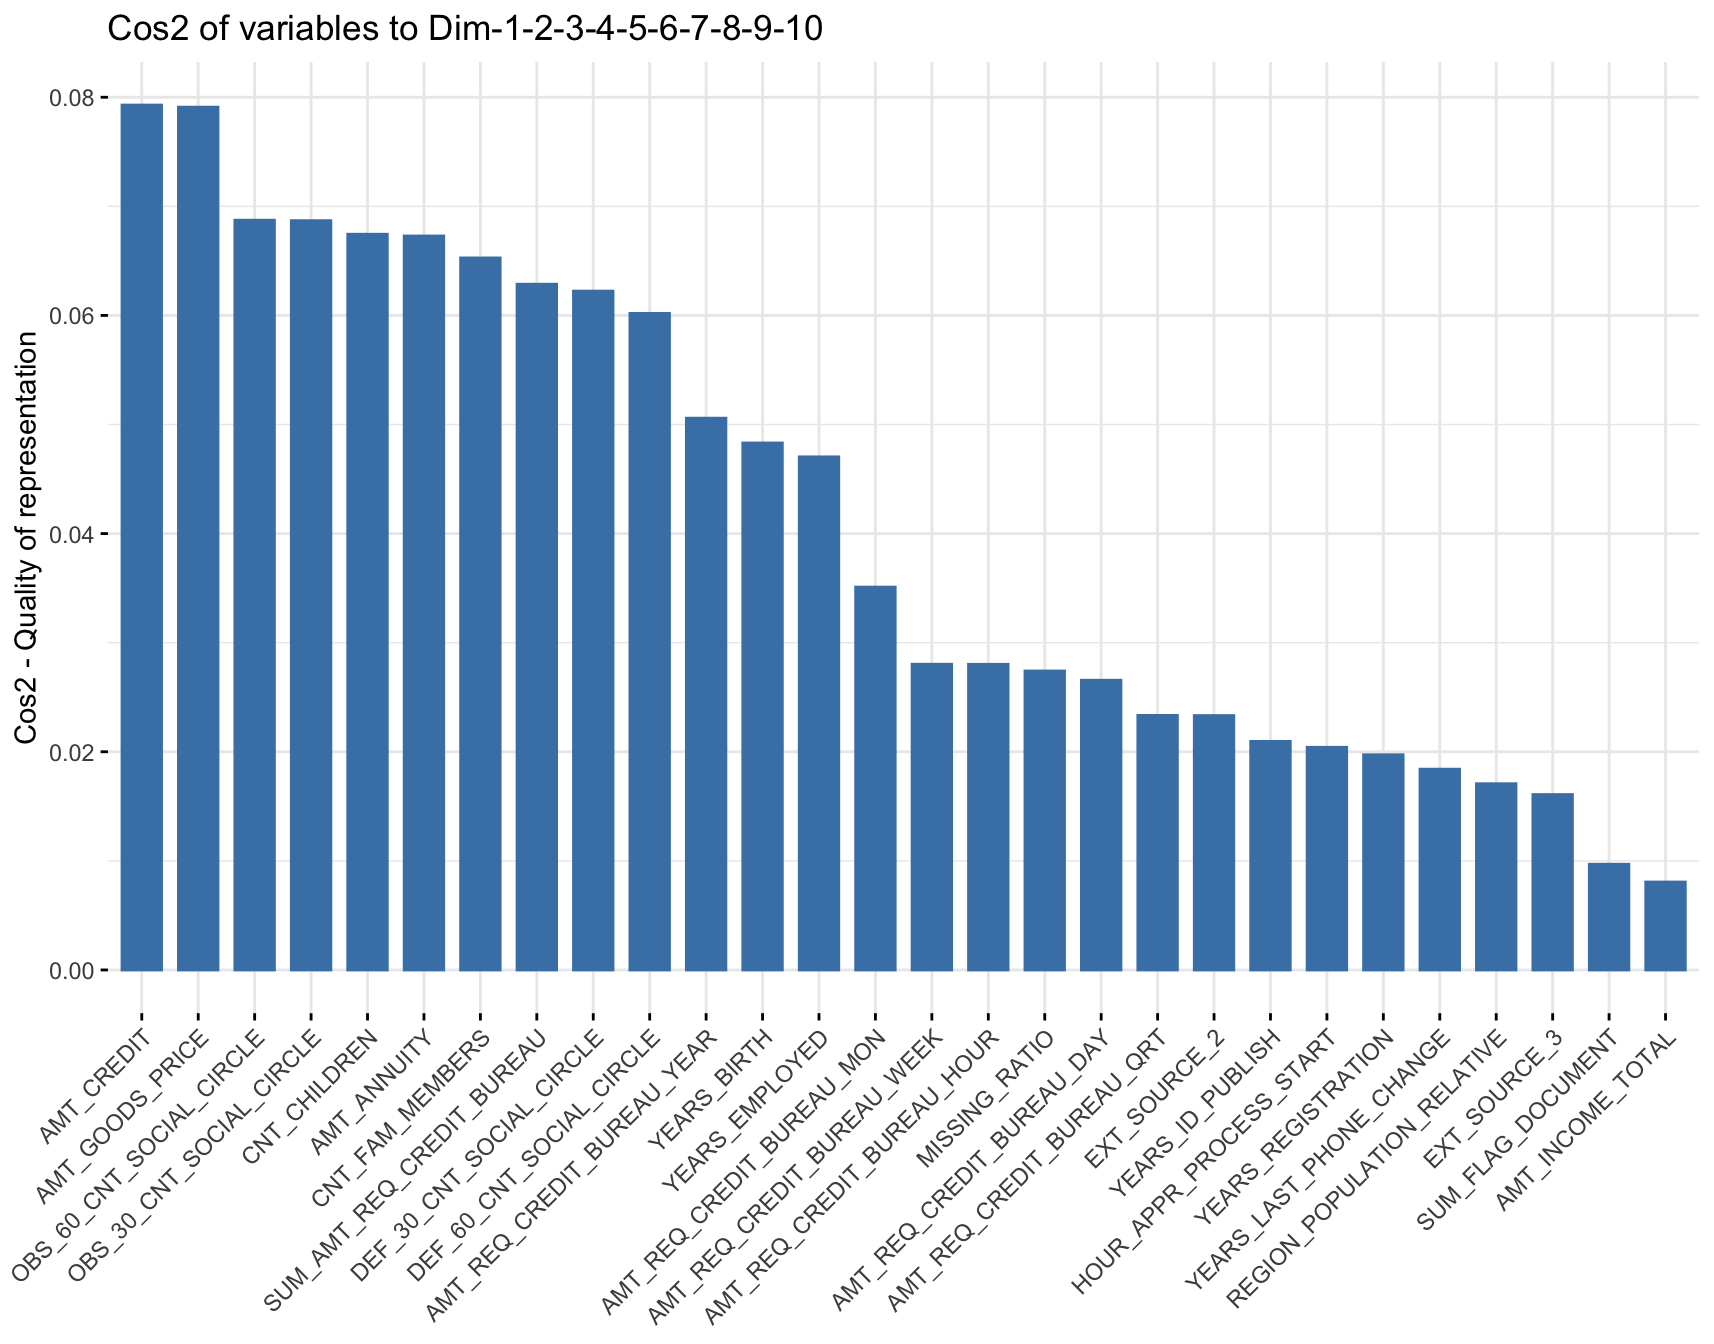 Cos2 of variables to Dim-1-2-3-4-5-6-7-8-9-10
Cos2 - Quality of representation
0.08
0.06
0.04
0.02
0.00
AMT_CREDIT
AMT_GOODS_PRICE
OBS_60_CNT_SOCIAL_CIRCLE
OBS_30_CNT_SOCIAL_CIRCLE
CNT_CHILDREN
AMT_ANNUITY
CNT_FAM_MEMBERS
SUM_AMT_REQ_CREDIT_BUREAU
DEF_30_CNT_SOCIAL_CIRCLE
DEF_60_CNT_SOCIAL_CIRCLE
AMT_REQ_CREDIT_BUREAU_YEAR
YEARS_BIRTH
YEARS_EMPLOYED
AMT_REQ_CREDIT_BUREAU_MON
AMT_REQ_CREDIT_BUREAU_WEEK
AMT_REQ_CREDIT_BUREAU_HOUR
MISSING_RATIO
AMT_REQ_CREDIT_BUREAU_DAY
AMT_REQ_CREDIT_BUREAU_QRT
EXT_SOURCE_2
YEARS_ID_PUBLISH
HOUR_APPR_PROCESS_START
YEARS_REGISTRATION
YEARS_LAST_PHONE_CHANGE
REGION_POPULATION_RELATIVE
EXT_SOURCE_3
SUM_FLAG_DOCUMENT
AMT_INCOME_TOTAL